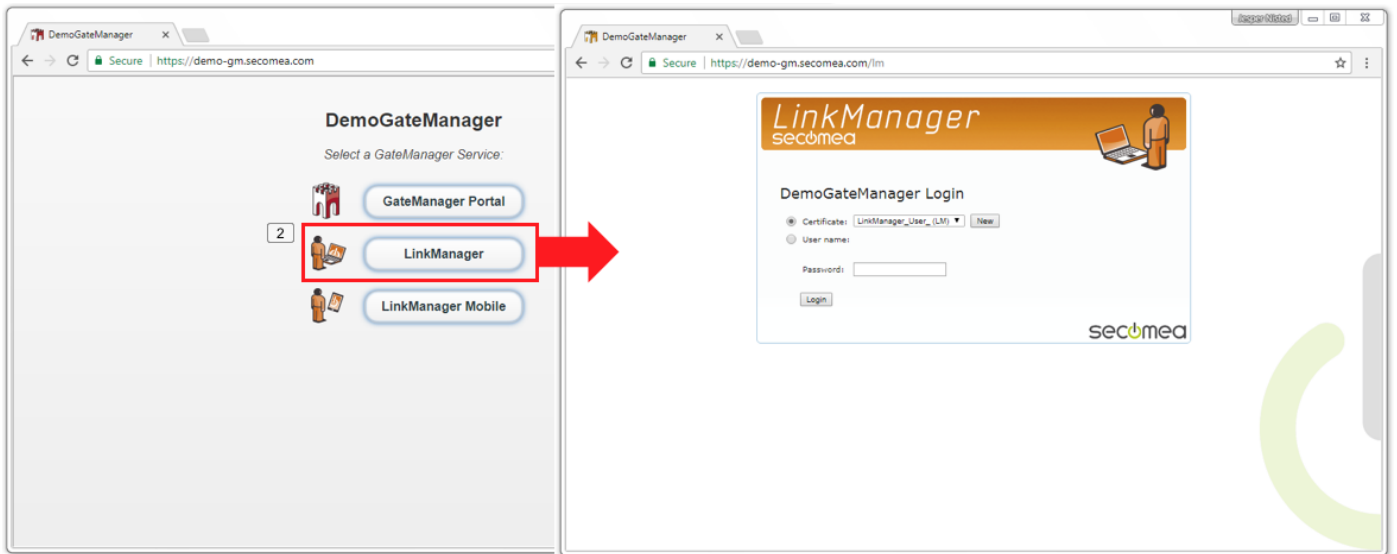 DemoGateManager
Secure | https://demo-gm.secomea.com
DemoGateManager
Select a GateManager Service:
GateManager Portal
2
LinkManager
LinkManager Mobile
Jesper Nisted
DemoGateManager
Secure | https://demo-gm.secomea.com/lm
LinkManager
secomea
DemoGateManager Login
Certificate: LinkManager_User_ (LM) New
User name:
Password:
Login
secomea